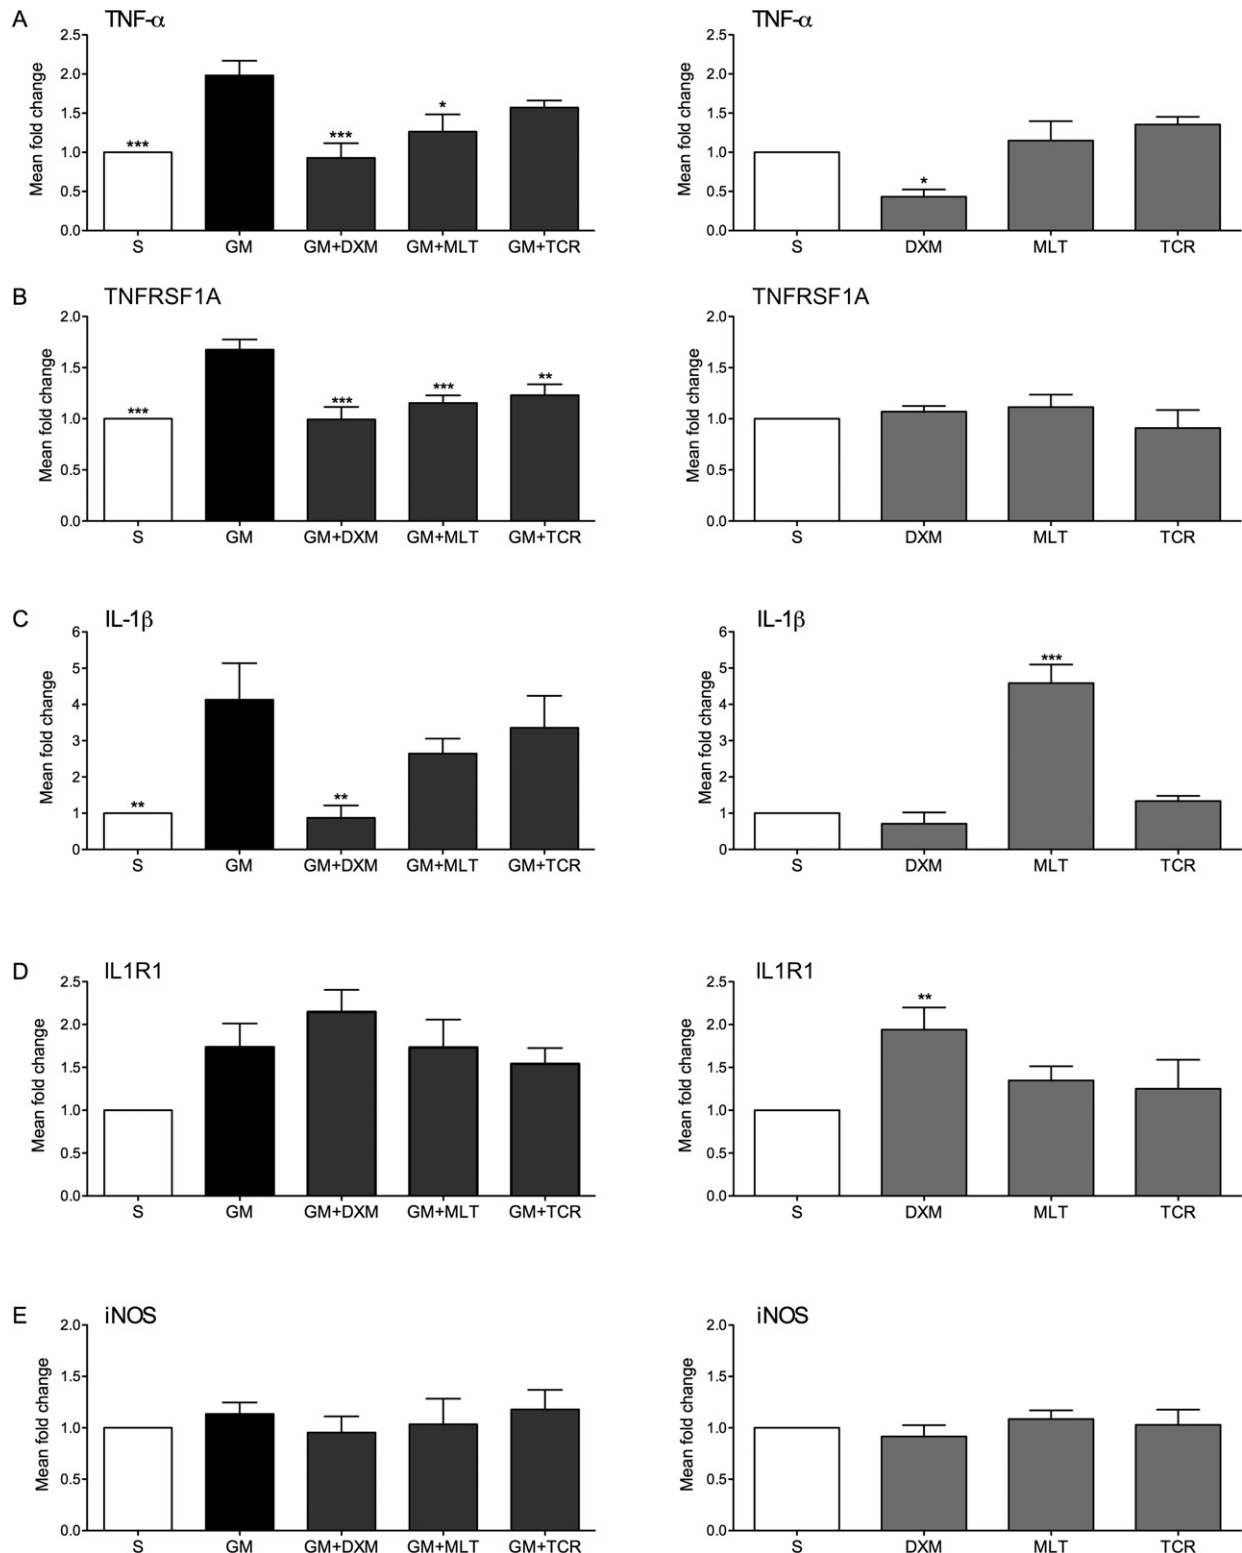 A TNF-α TNF-α
Mean fold change
2.5
2.0
1.5
1.0
0.5
0.0
***
***
*
S GM GM+DXM GM+MLT GM+TCR
Mean fold change
2.5
2.0
1.5
1.0
0.5
0.0
*
S DXM MLT TCR
B TNFRSF1A TNFRSF1A
Mean fold change
2.0
1.5
1.0
0.5
0.0
***
***
***
**
S GM GM+DXM GM+MLT GM+TCR
Mean fold change
2.0
1.5
1.0
0.5
0.0
S DXM MLT TCR
C IL-1β IL-1β
Mean fold change
6
5
4
3
2
1
0
**
**
S GM GM+DXM GM+MLT GM+TCR
Mean fold change
6
5
4
3
2
1
0
***
S DXM MLT TCR
D IL1R1 IL1R1
Mean fold change
2.5
2.0
1.5
1.0
0.5
0.0
S GM GM+DXM GM+MLT GM+TCR
Mean fold change
2.5
2.0
1.5
1.0
0.5
0.0
**
S DXM MLT TCR
E iNOS iNOS
Mean fold change
2.0
1.5
1.0
0.5
0.0
S GM GM+DXM GM+MLT GM+TCR
Mean fold change
2.0
1.5
1.0
0.5
0.0
S DXM MLT TCR